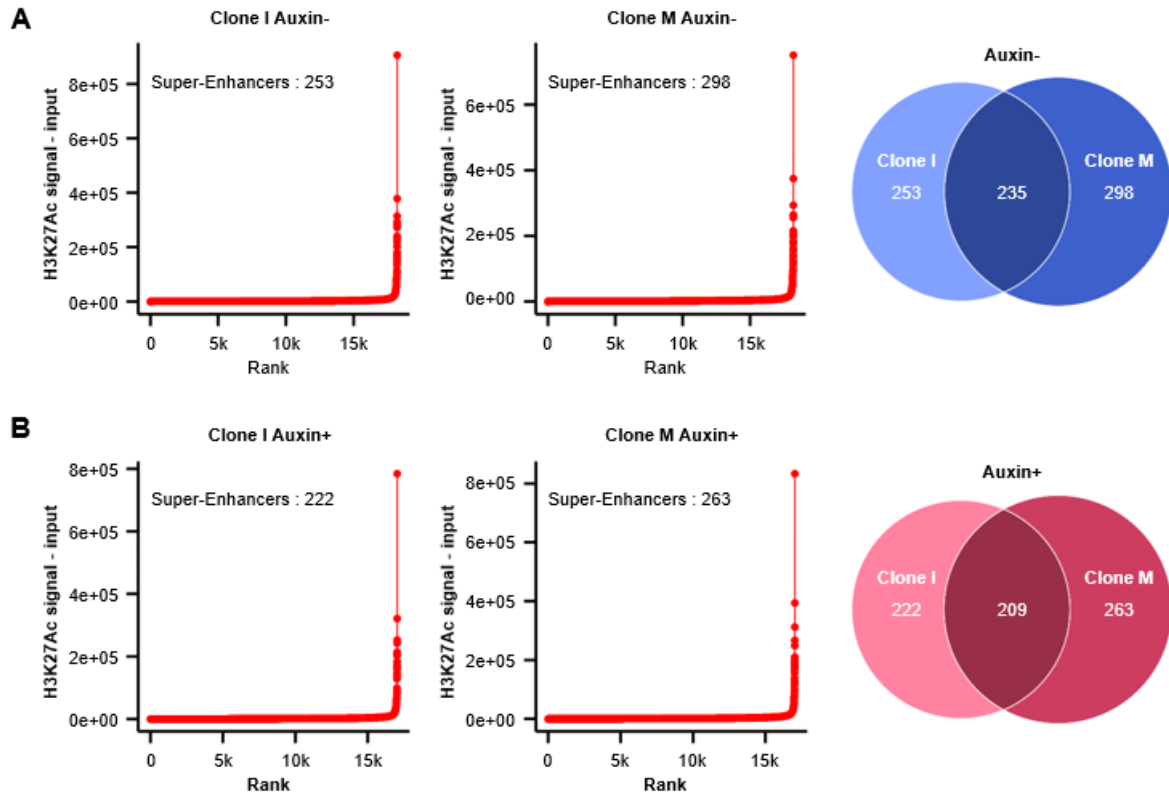 A
Clone I Auxin-
Super-Enhancers : 253
H3K27Ac signal - input
8e+05
6e+05
4e+05
2e+05
0e+00
0 5k 10k 15k
Rank
Clone M Auxin-
Super-Enhancers : 298
H3K27Ac signal - input
6e+05
4e+05
2e+05
0e+00
0 5k 10k 15k
Rank
Auxin-
Clone I Clone M
253 235 298
B
Clone I Auxin+
Super-Enhancers : 222
H3K27Ac signal - input
8e+05
6e+05
4e+05
2e+05
0e+00
0 5k 10k 15k
Rank
Clone M Auxin+
Super-Enhancers : 263
H3K27Ac signal - input
8e+05
6e+05
4e+05
2e+05
0e+00
0 5k 10k 15k
Rank
Auxin+
Clone I Clone M
222 209 263